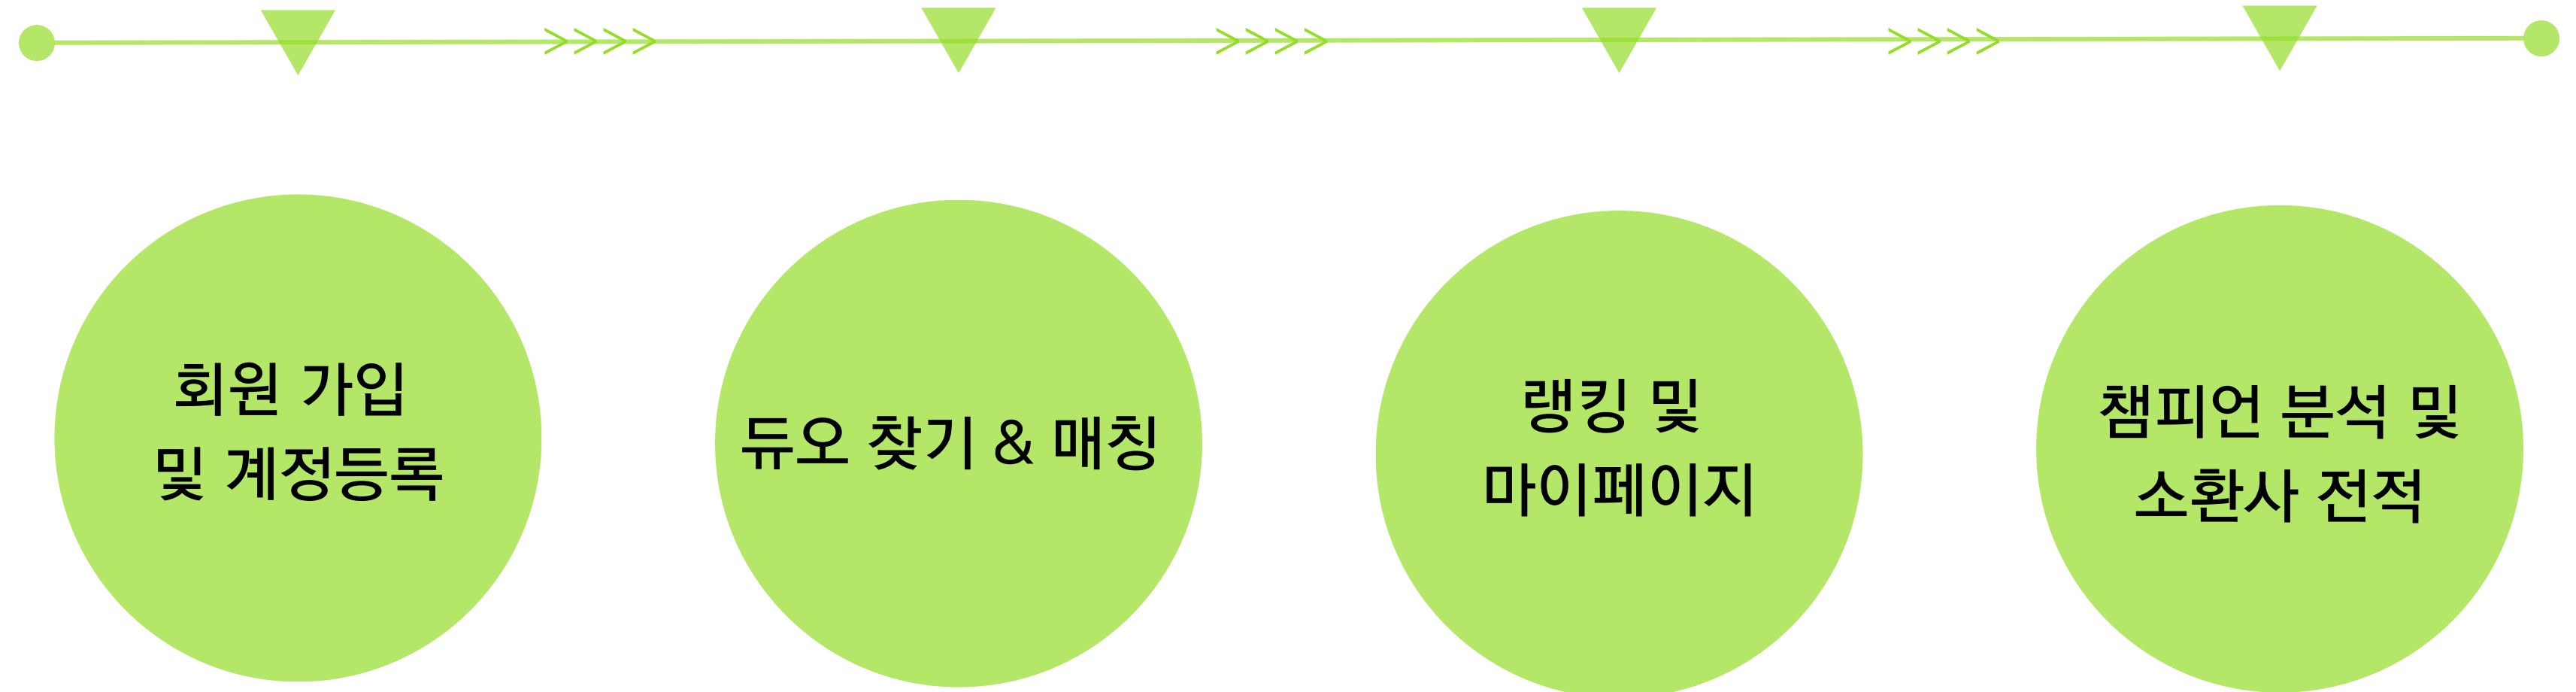 회원 가입
및 계정등록
듀오 찾기 & 매칭
랭킹 및
마이페이지
챔피언 분석 및
소환사 전적